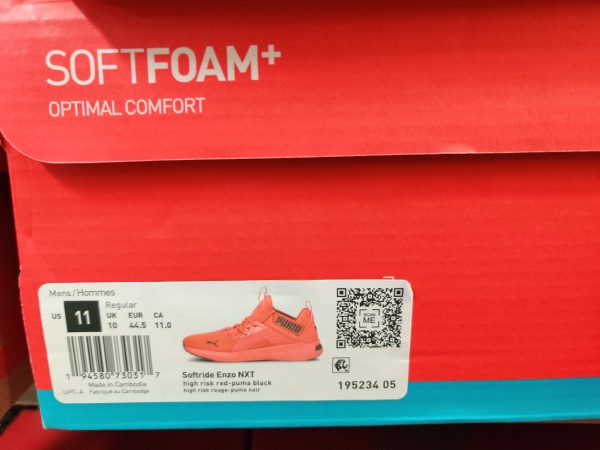 SOFTFOAM+
OPTIMAL COMFORT
Mens/Hommes
Regular
US 11 UK EUR CA
10 44.5 11.0
PUMA
SCAN ME
1 94580 73031 7
UPC-A
Made in Cambodia
Fabriqué au Cambodge
Softride Enzo NXT
high risk red-puma black
high risk rouge-puma noir
195234 05